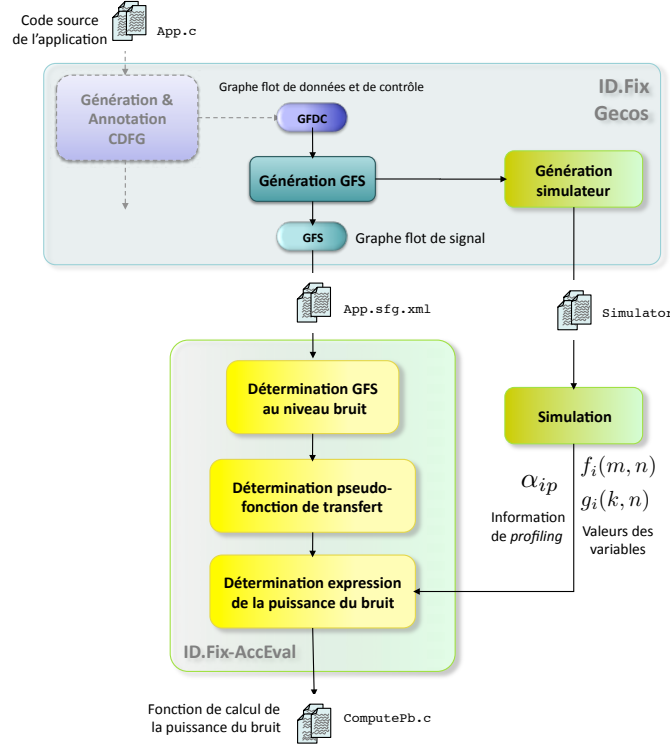 Code source
de l'application
App.c
ID.Fix
Gecos
Graphe flot de données et de contrôle
Génération &
Annotation
CDFG
GFDC
Génération GFS
Génération
simulateur
GFS
Graphe flot de signal
App.sfg.xml
Simulator
Détermination GFS
au niveau bruit
Simulation
Détermination pseudo-
fonction de transfert
α_{ip}
f_i(m, n)
g_i(k, n)
Information
de profiling
Valeurs des
variables
Détermination expression
de la puissance du bruit
ID.Fix-AccEval
Fonction de calcul de
la puissance du bruit
ComputePb.c